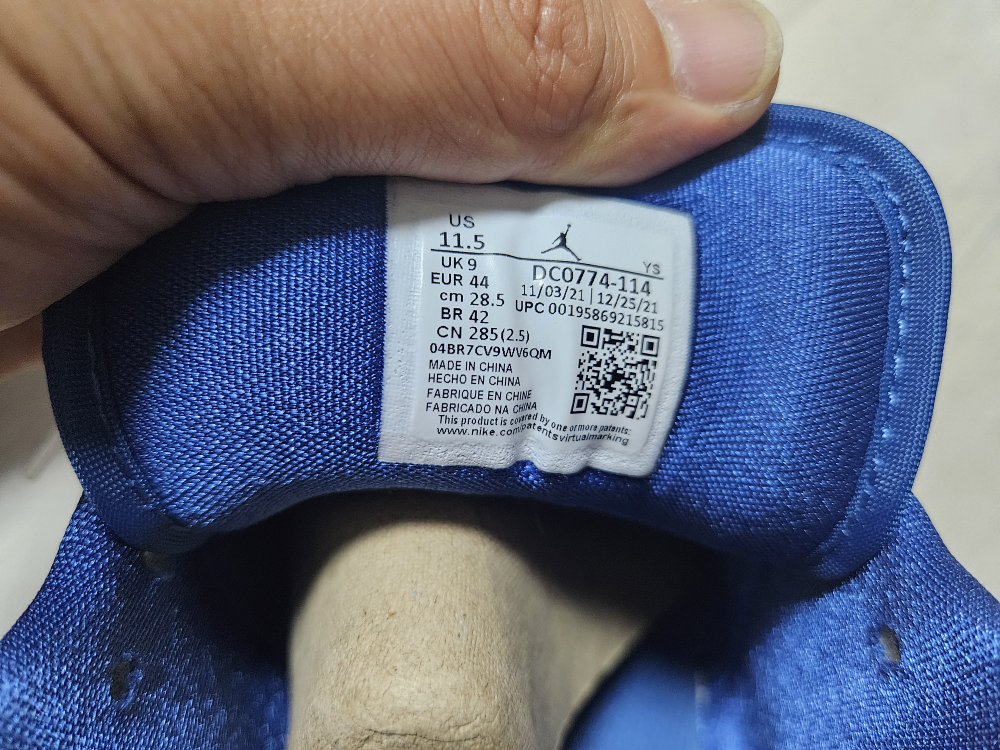 US
11.5
YS
UK 9
DC0774-114
EUR 44
11/03/21 | 12/25/21
cm 28.5
UPC 00195869215815
BR 42
CN 285(2.5)
04BR7CV9WV6QM
MADE IN CHINA
HECHO EN CHINA
FABRIQUE EN CHINE
FABRICADO NA CHINA
This product is covered by one or more patents:
www.nike.com/patentsvirtualmarking